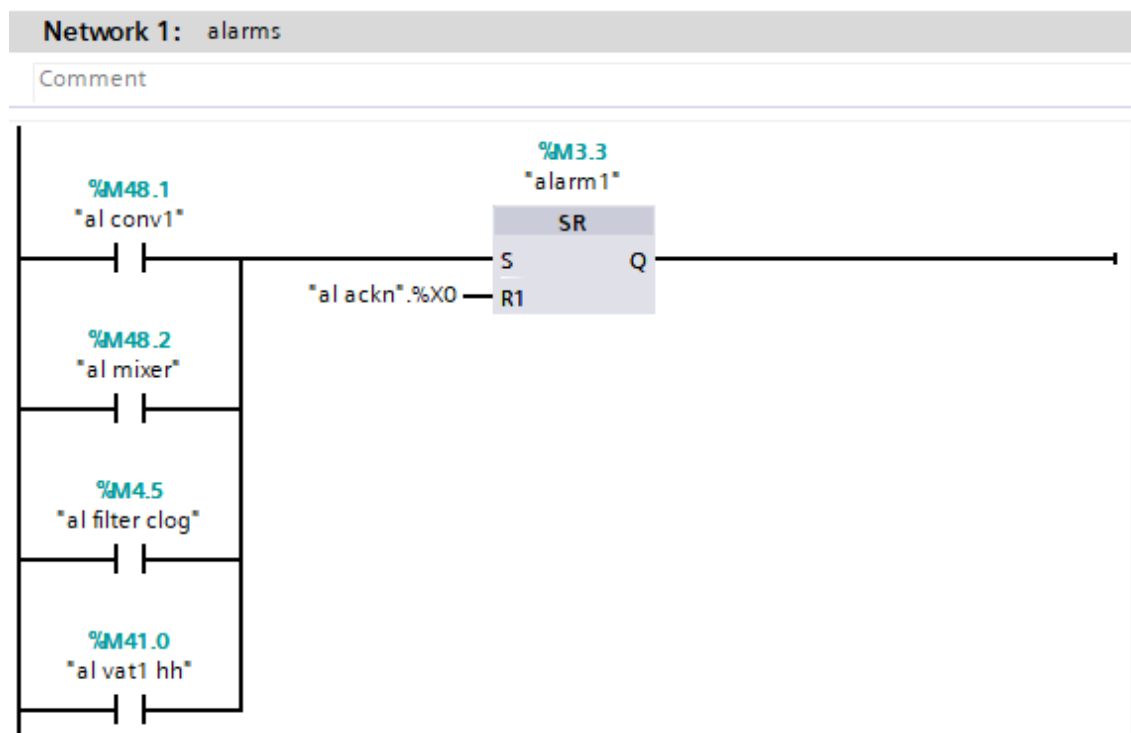 Network 1: alarms
Comment
%M3.3
"alarm1"
%M48.1
"al conv1"
SR
S Q
"al ackn".%X0 R1
%M48.2
"al mixer"
%M4.5
"al filter clog"
%M41.0
"al vat1 hh"